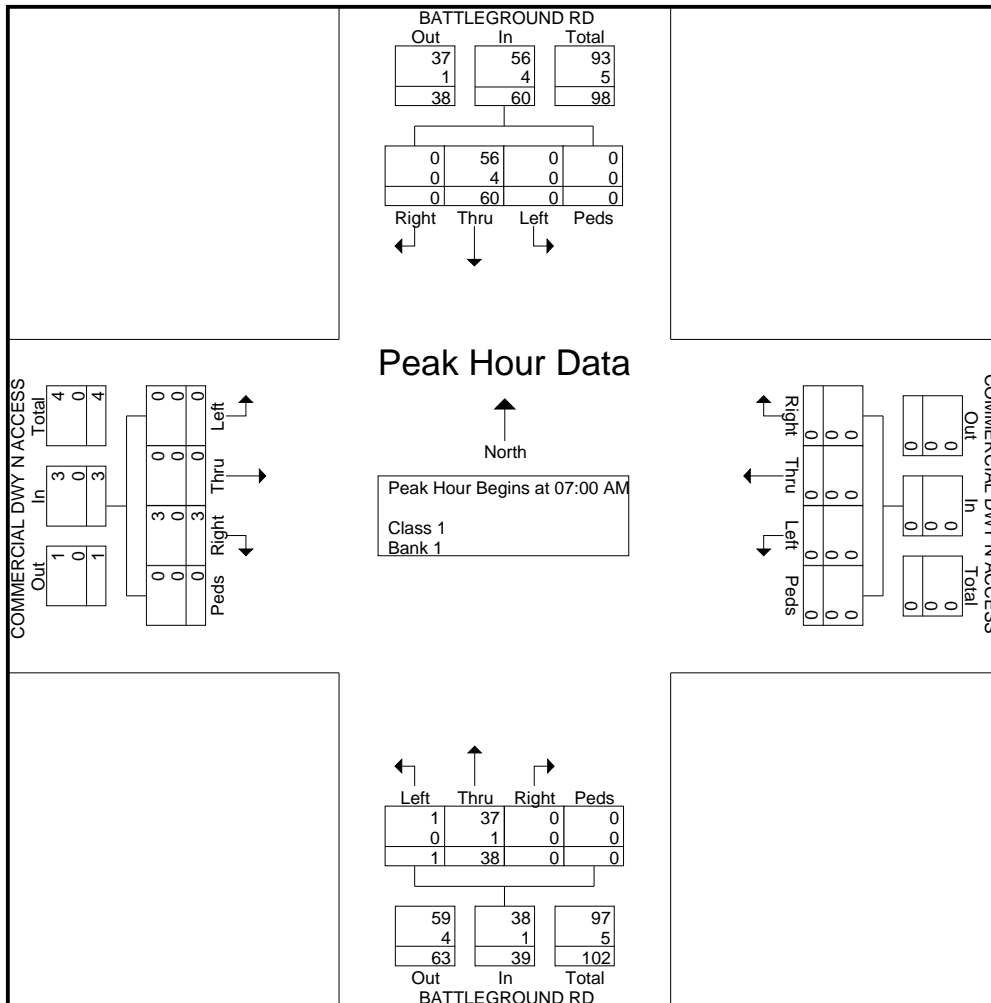 BATTLEGROUND RD
Out In Total
37 56 93
1 4 5
38 60 98
0 56 0 0
0 4 0 0
0 60 0 0
Right Thru Left Peds
Peak Hour Data
North
Peak Hour Begins at 07:00 AM
Class 1
Bank 1
COMMERCIAL DWY N ACCESS
Out In Total
1 3 4
0 0 0
1 3 4
Peds Right Thru Left
0 3 0 0
0 0 0 0
0 3 0 0
COMMERCIAL DWY N ACCESS
Out In Total
0 0 0
0 0 0
0 0 0
Right Thru Left Peds
0 0 0 0
0 0 0 0
0 0 0 0
Left Thru Right Peds
1 37 0 0
0 1 0 0
1 38 0 0
59 38 97
4 1 5
63 39 102
Out In Total
BATTLEGROUND RD